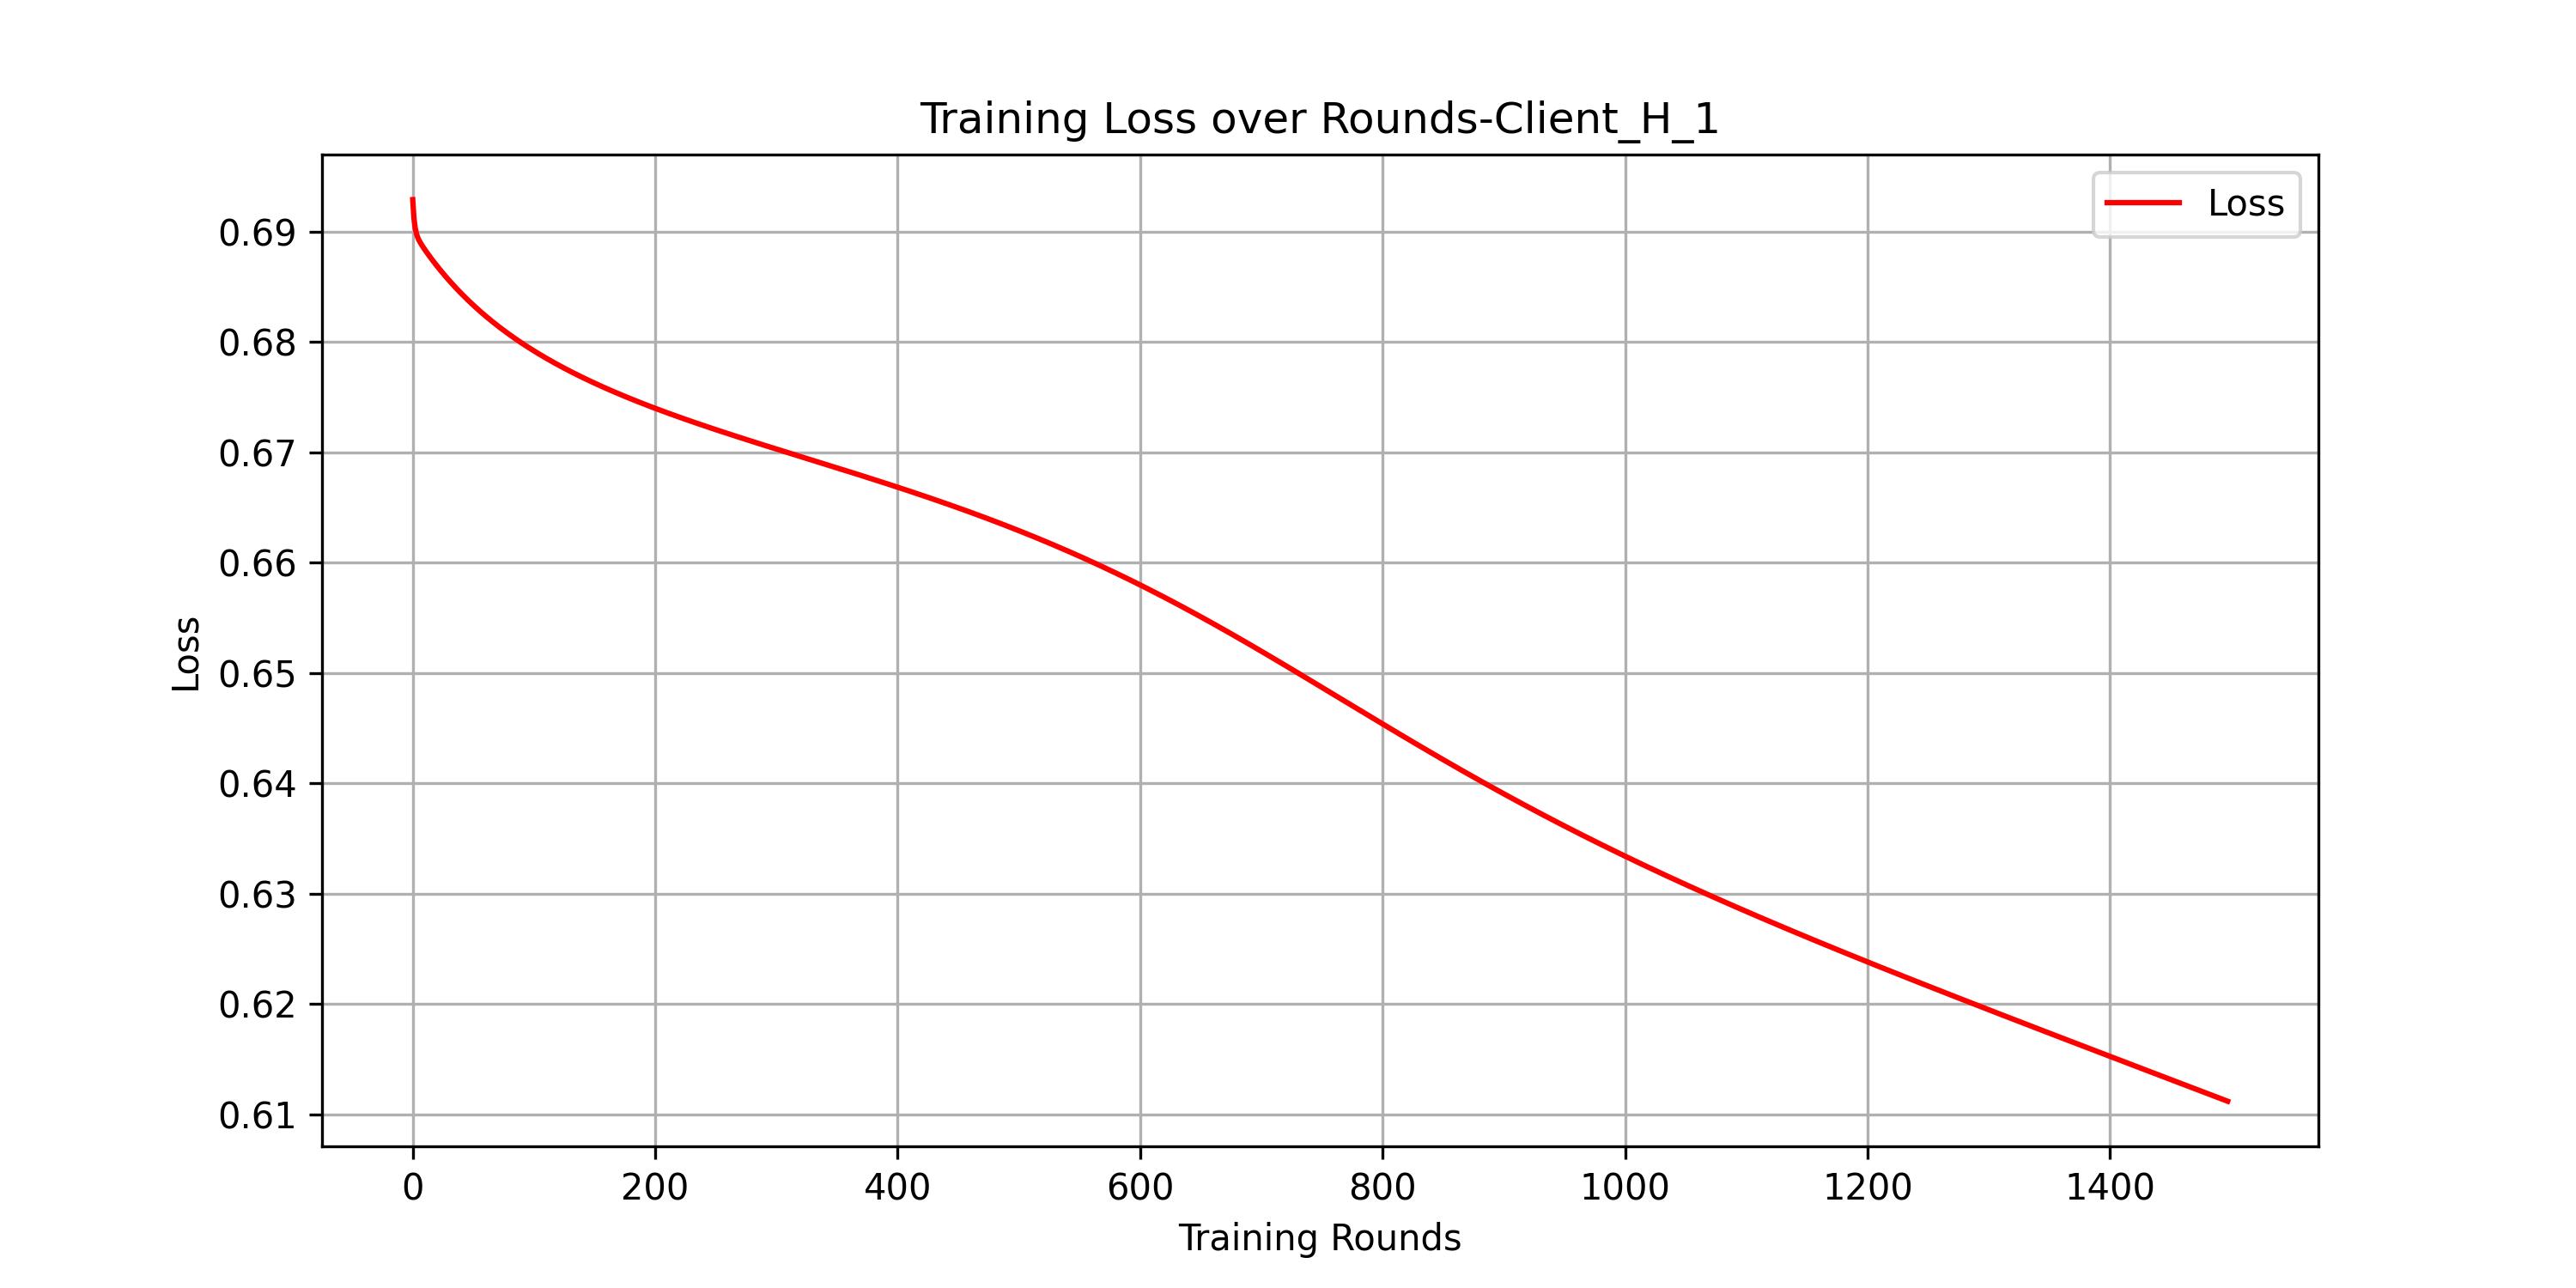 Training Loss over Rounds-Client_H_1
Loss
0.69
0.68
0.67
0.66
0.65
0.64
0.63
0.62
0.61
Loss
0 200 400 600 800 1000 1200 1400
Training Rounds